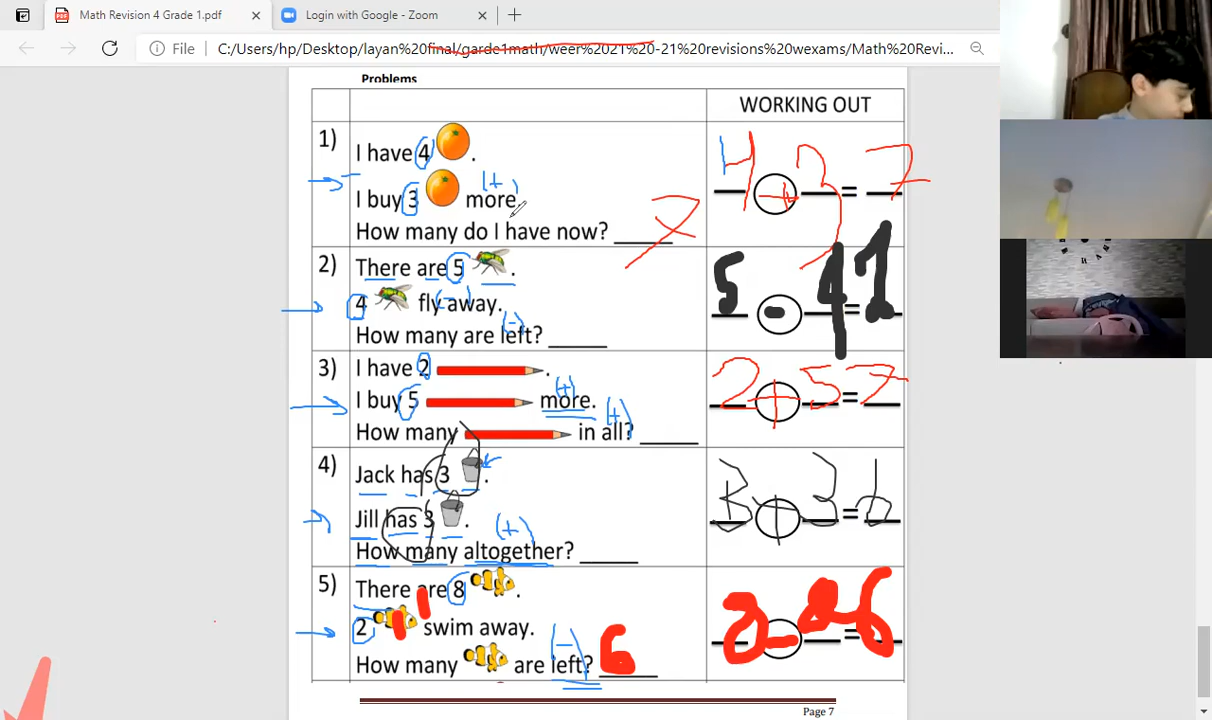 Math Revision 4 Grade 1.pdf
Login with Google - Zoom
File C:/Users/hp/Desktop/layan%20final/garde1math/weer%2021%20-21%20revisions%20wexams/Math%20Revi...
Problems
WORKING OUT
1) I have 4 .
I buy 3 more. (+)
How many do I have now? 7
4 + 3 = 7
2) There are 5 .
4 fly away. (-)
How many are left? (-)
5 - 4 = 1
3) I have 2 .
I buy 5 more. (+)
How many in all? (+)
2 + 5 = 7
4) Jack has 3 .
Jill has 3 .
How many altogether? (+)
3 + 3 = 6
5) There are 8 .
2 swim away.
How many are left? (-) 6
8 - 2 = 6
Page 7